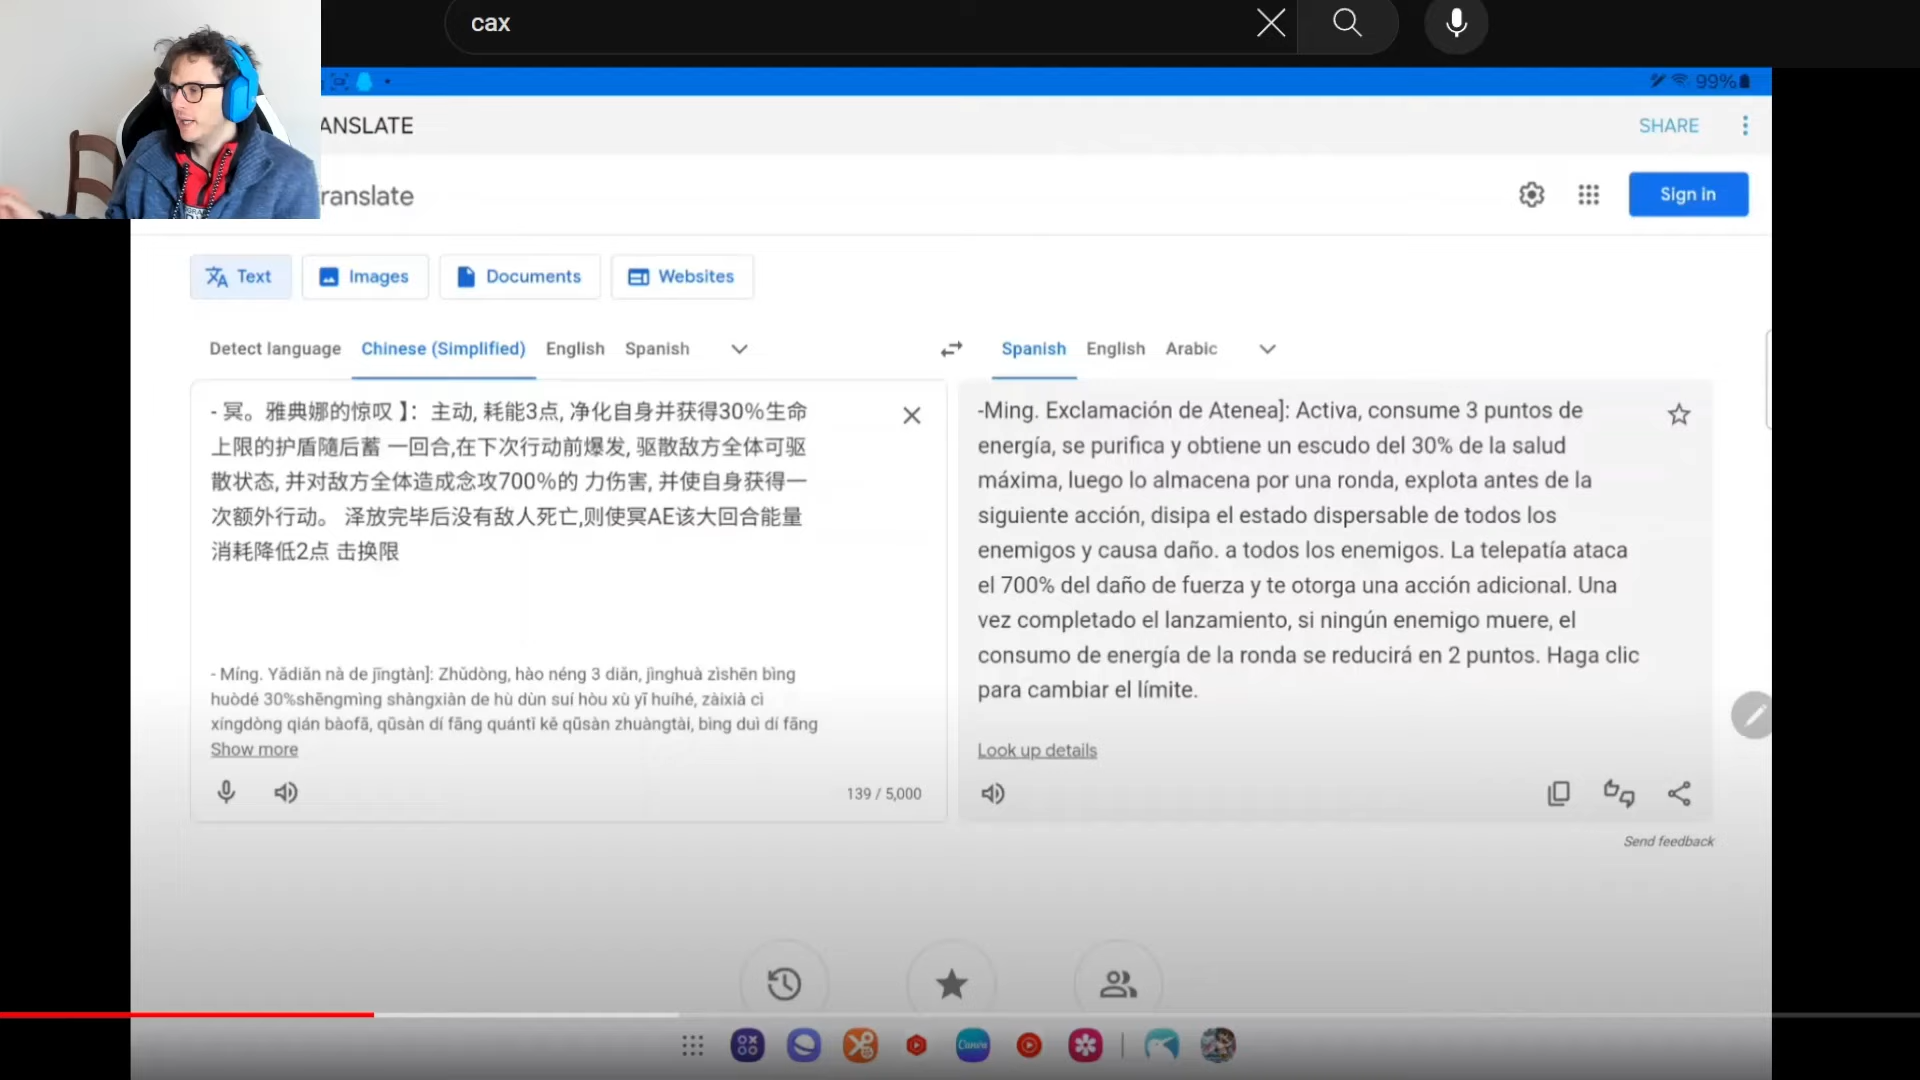 cax
99%
ANSLATE
SHARE
ranslate
Sign in
Text
Images
Documents
Websites
Detect language
Chinese (Simplified)
English
Spanish
Spanish
English
Arabic
- 冥。雅典娜的惊叹】：主动, 耗能3点, 净化自身并获得30%生命
上限的护盾隨后蓄 一回合,在下次行动前爆发, 驱散敌方全体可驱
散状态, 并对敌方全体造成念攻700%的 力伤害, 并使自身获得一
次额外行动。 泽放完毕后没有敌人死亡,则使冥AE该大回合能量
消耗降低2点 击换限
- Míng. Yǎdiǎn nà de jīngtàn]: Zhǔdòng, hào néng 3 diǎn, jìnghuà zìshēn bìng
huòdé 30%shēngmìng shàngxiàn de hù dùn suí hòu xù yī huíhé, zàixià cì
xíngdòng qián bàofā, qūsàn dí fāng quántǐ kě qūsàn zhuàngtài, bìng duì dí fāng
Show more
139 / 5,000
-Ming. Exclamación de Atenea]: Activa, consume 3 puntos de
energía, se purifica y obtiene un escudo del 30% de la salud
máxima, luego lo almacena por una ronda, explota antes de la
siguiente acción, disipa el estado dispersable de todos los
enemigos y causa daño. a todos los enemigos. La telepatía ataca
el 700% del daño de fuerza y te otorga una acción adicional. Una
vez completado el lanzamiento, si ningún enemigo muere, el
consumo de energía de la ronda se reducirá en 2 puntos. Haga clic
para cambiar el límite.
Look up details
Send feedback
Canva